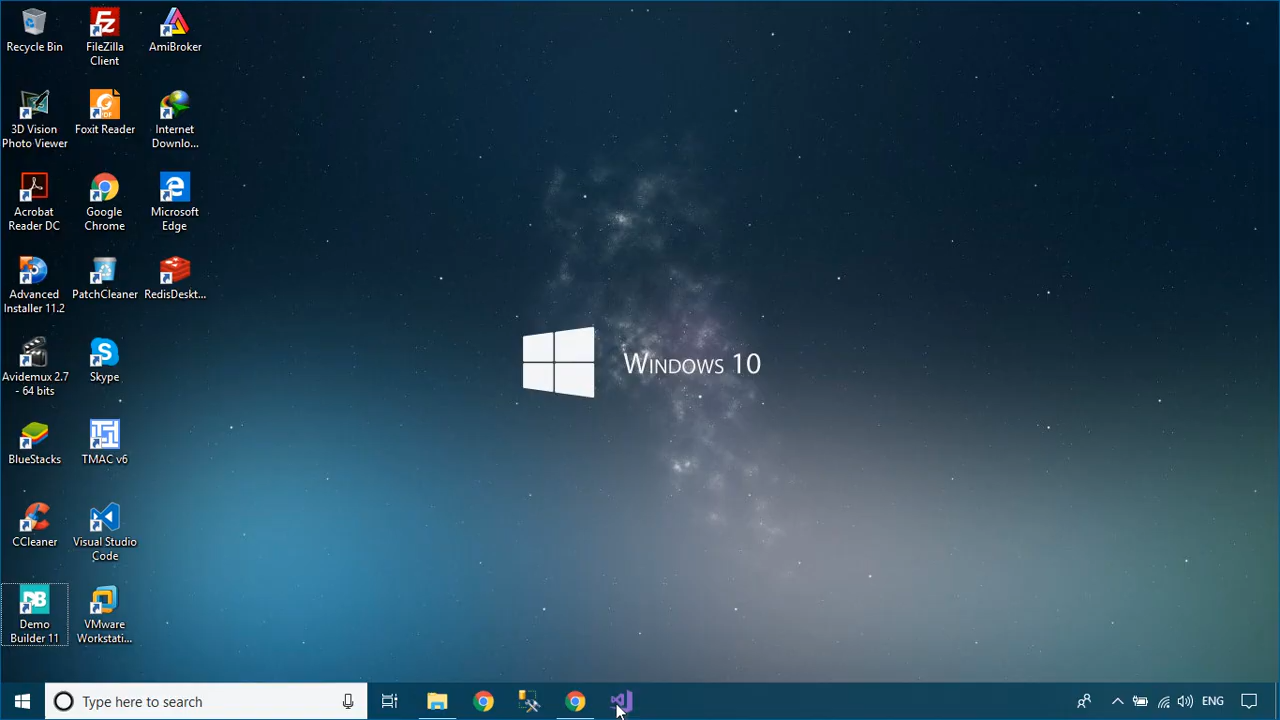 Recycle Bin
FileZilla
Client
AmiBroker
3D Vision
Photo Viewer
Foxit Reader
Internet
Downlo...
Acrobat
Reader DC
Google
Chrome
Microsoft
Edge
Advanced
Installer 11.2
PatchCleaner
RedisDeskt...
Avidemux 2.7
- 64 bits
Skype
BlueStacks
TMAC v6
CCleaner
Visual Studio
Code
DB
Demo
Builder 11
VMware
Workstati...
WINDOWS 10
Type here to search
ENG